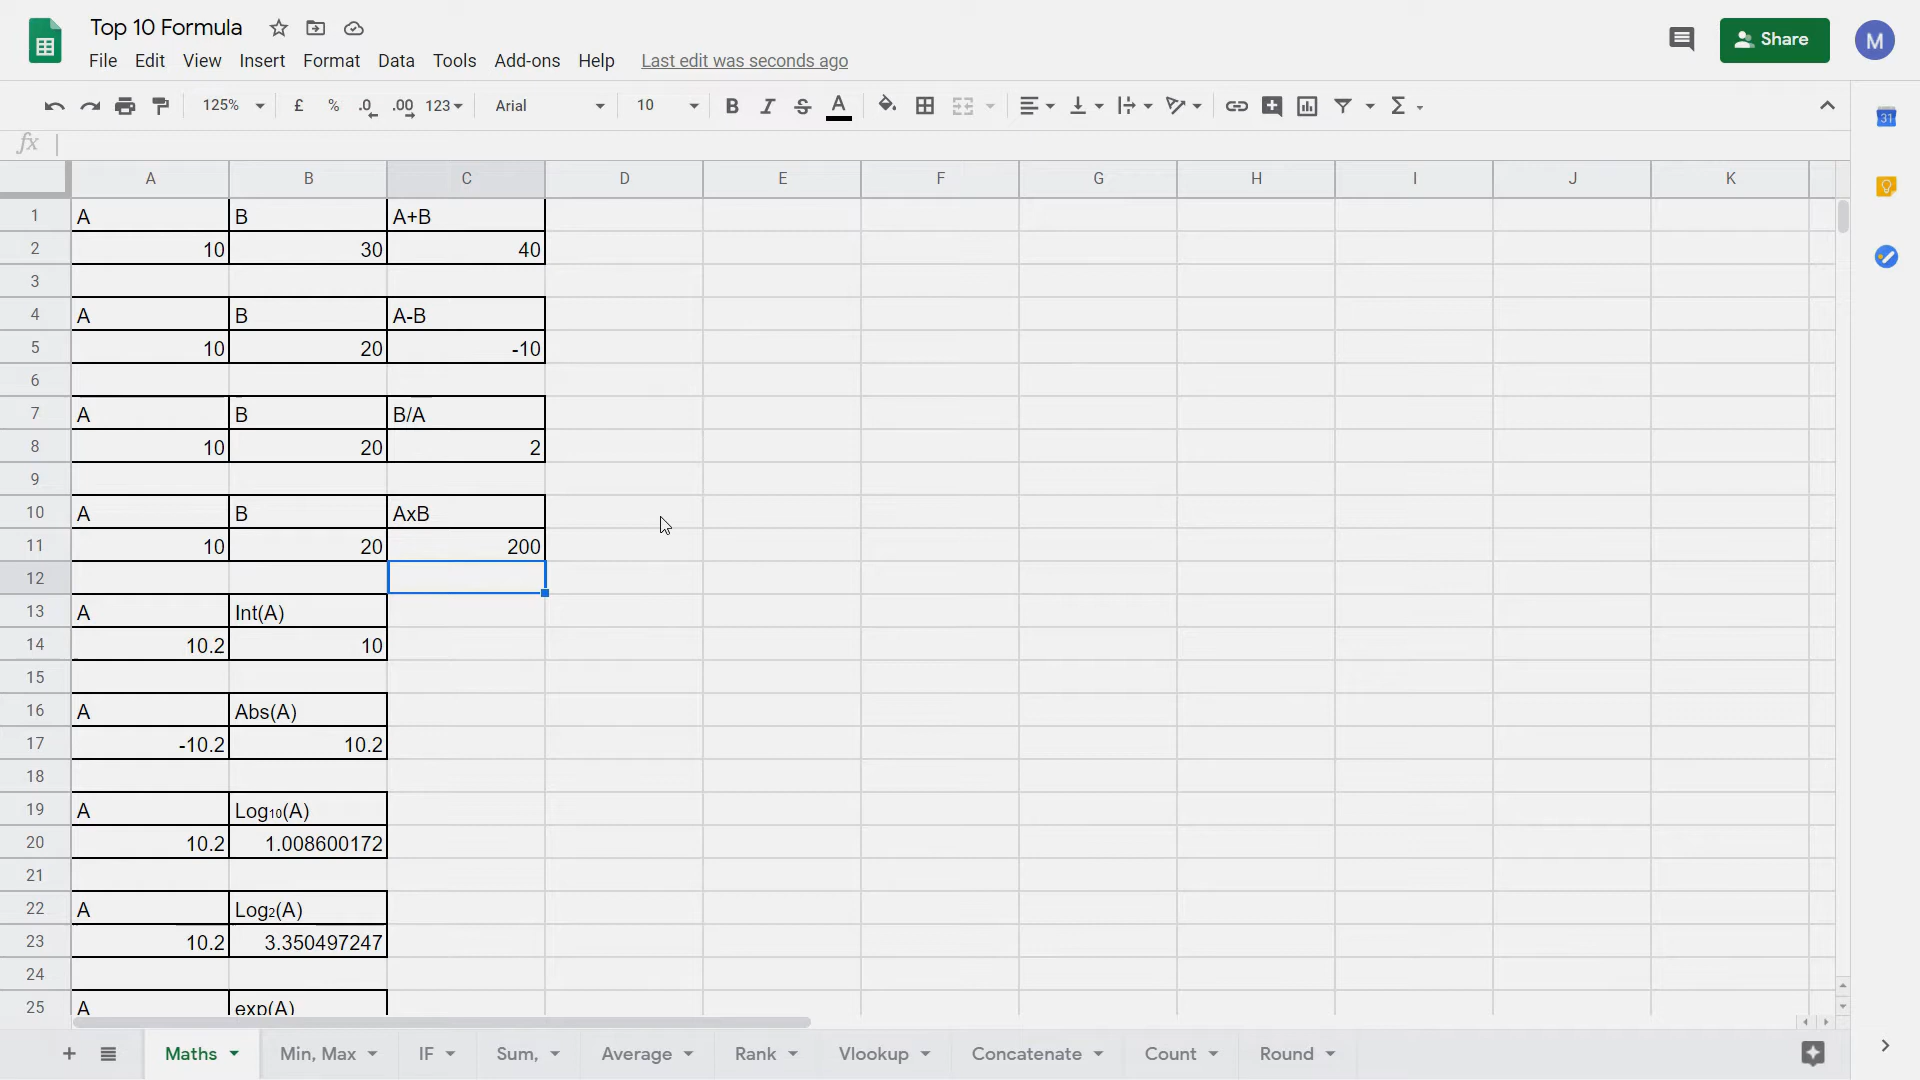 Top 10 Formula
File Edit View Insert Format Data Tools Add-ons Help Last edit was seconds ago
Share
M
125% £ % .0 .00 123 Arial 10 B I S A Σ
31
fx
A B C D E F G H I J K
1 A B A+B
2 10 30 40
3
4 A B A-B
5 10 20 -10
6
7 A B B/A
8 10 20 2
9
10 A B AxB
11 10 20 200
12
13 A Int(A)
14 10.2 10
15
16 A Abs(A)
17 -10.2 10.2
18
19 A Log₁₀(A)
20 10.2 1.008600172
21
22 A Log₂(A)
23 10.2 3.350497247
24
25 A exp(A)
Maths Min, Max IF Sum, Average Rank Vlookup Concatenate Count Round